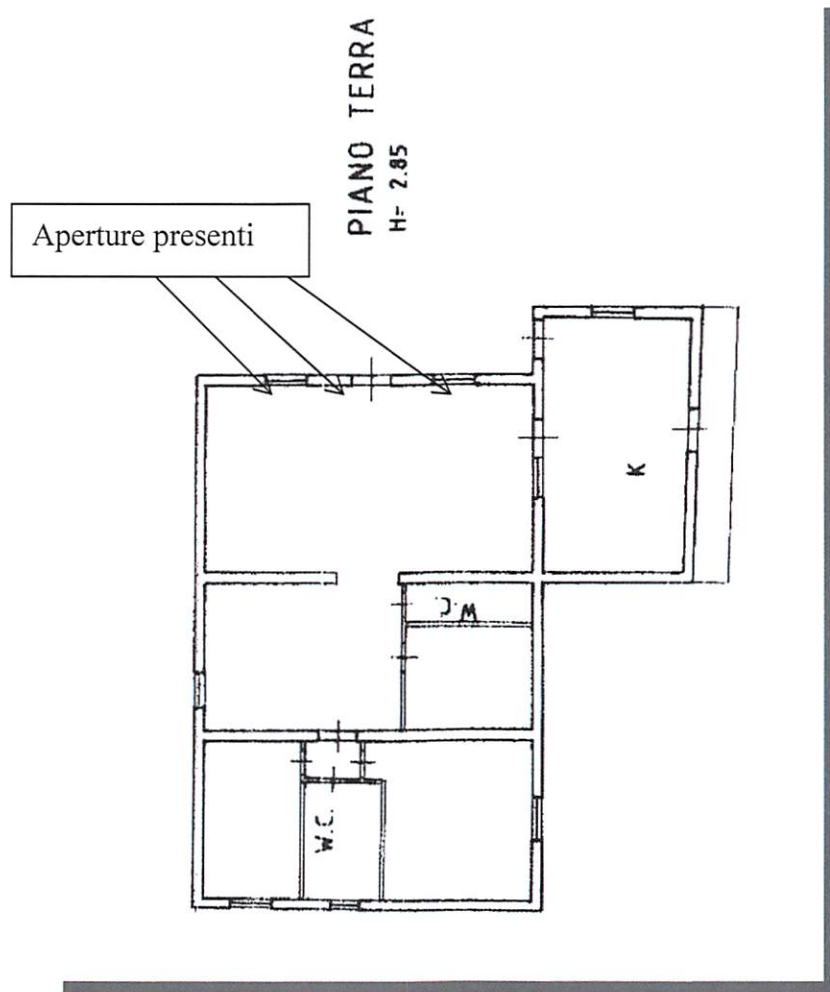 PIANO TERRA
H= 2.85
Aperture presenti
K
W.C.
W.C.